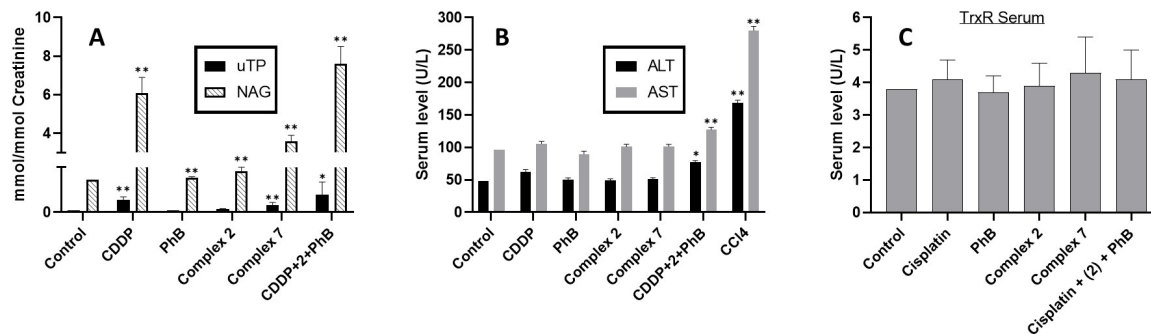 A
uTP
NAG
mmol/mmol Creatinine
10
8
6
4
2
0
** ** ** ** ** * **
Control
CDDP
PhB
Complex 2
Complex 7
CDDP+2+PhB
B
ALT
AST
Serum level (U/L)
300
250
200
150
100
50
0
* ** ** **
Control
CDDP
PhB
Complex 2
Complex 7
CDDP+2+PhB
CCl4
TrxR Serum
C
Serum level (U/L)
6
5
4
3
2
1
0
Control
Cisplatin
PhB
Complex 2
Complex 7
Cisplatin + (2) + PhB